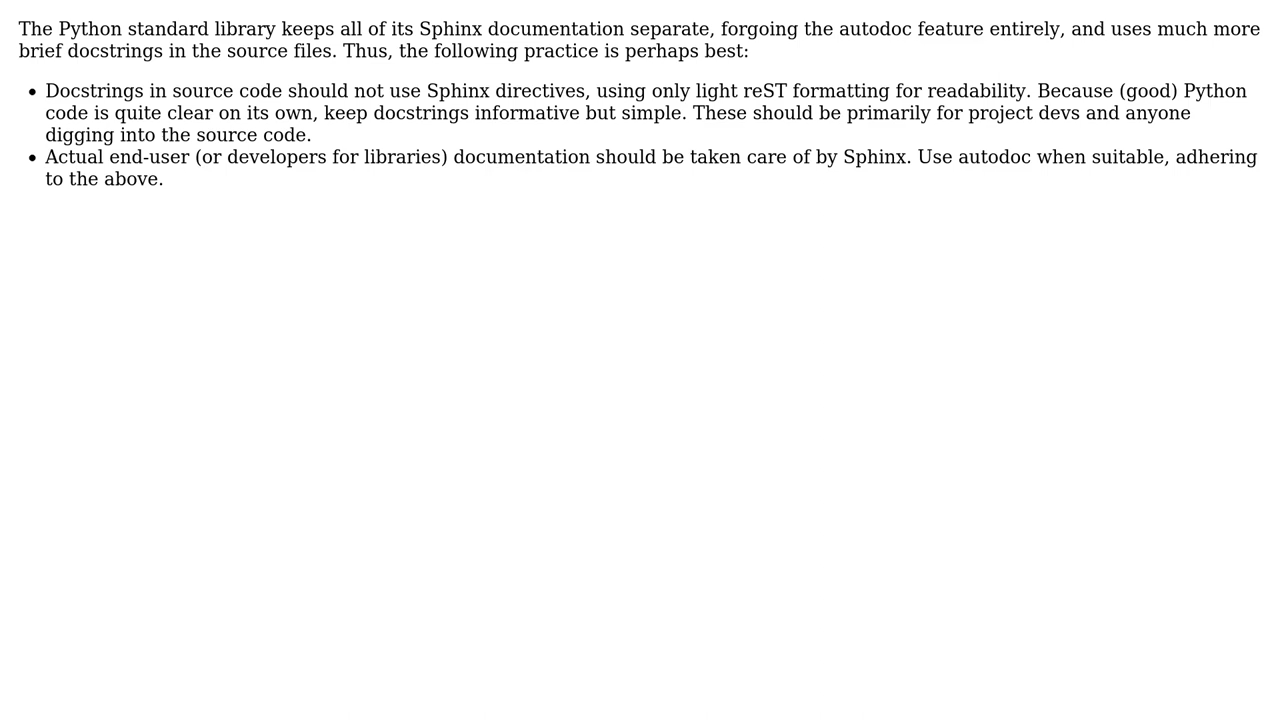 The Python standard library keeps all of its Sphinx documentation separate, forgoing the autodoc feature entirely, and uses much more
brief docstrings in the source files. Thus, the following practice is perhaps best:
• Docstrings in source code should not use Sphinx directives, using only light reST formatting for readability. Because (good) Python
code is quite clear on its own, keep docstrings informative but simple. These should be primarily for project devs and anyone
digging into the source code.
• Actual end-user (or developers for libraries) documentation should be taken care of by Sphinx. Use autodoc when suitable, adhering
to the above.